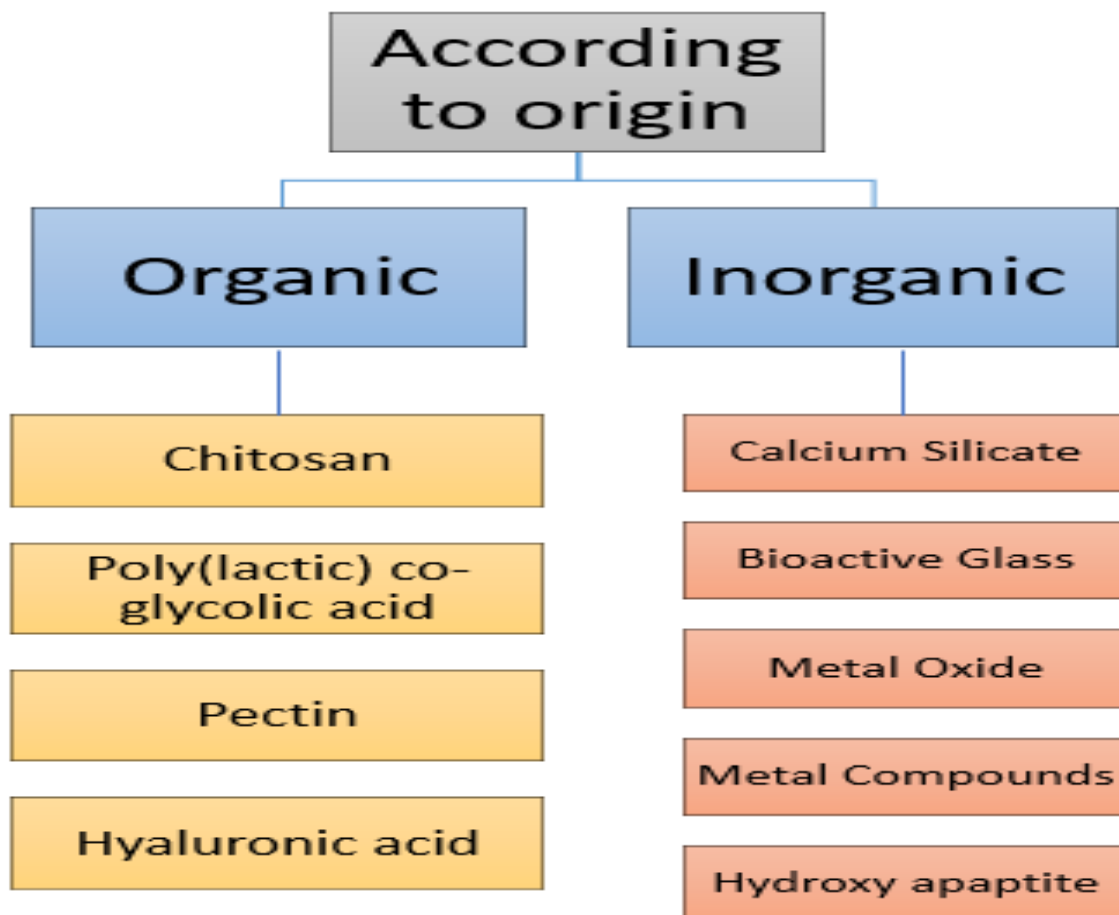 According
to origin
Organic
Inorganic
Chitosan
Poly(lactic) co-
glycolic acid
Pectin
Hyaluronic acid
Calcium Silicate
Bioactive Glass
Metal Oxide
Metal Compounds
Hydroxy apaptite